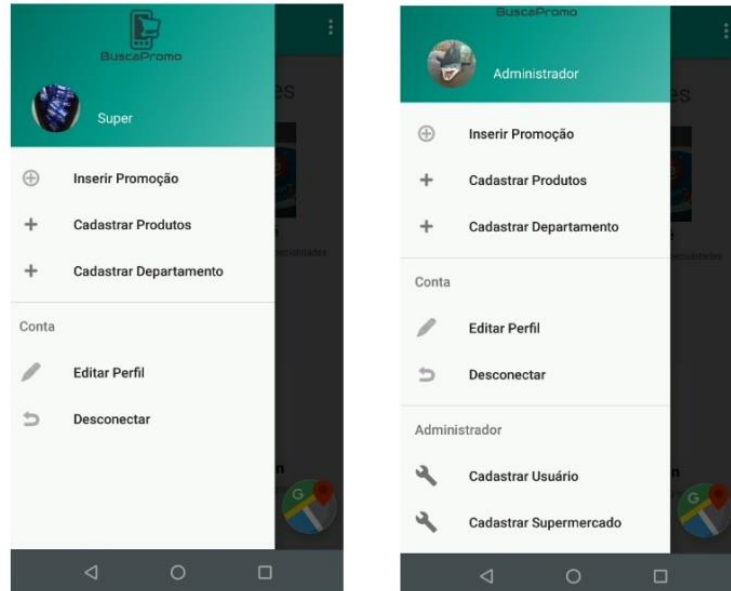 BuscaPromo
Super
Inserir Promoção
Cadastrar Produtos
Cadastrar Departamento
Conta
Editar Perfil
Desconectar
BuscaPromo
Administrador
Inserir Promoção
Cadastrar Produtos
Cadastrar Departamento
Conta
Editar Perfil
Desconectar
Administrador
Cadastrar Usuário
Cadastrar Supermercado